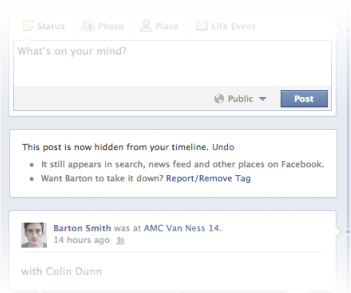 Status Photo Place Life Event
What's on your mind?
Public Post
This post is now hidden from your timeline. Undo
• It still appears in search, news feed and other places on Facebook.
• Want Barton to take it down? Report/Remove Tag
Barton Smith was at AMC Van Ness 14.
14 hours ago
with Colin Dunn